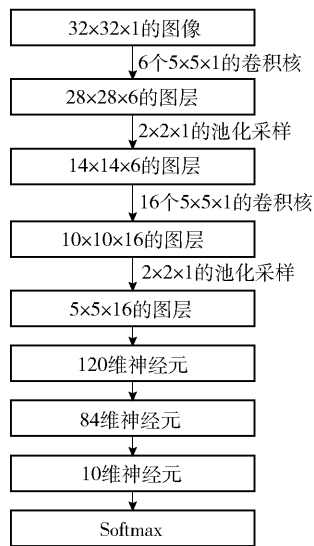 32×32×1的图像
6个5×5×1的卷积核
28×28×6的图层
2×2×1的池化采样
14×14×6的图层
16个5×5×1的卷积核
10×10×16的图层
2×2×1的池化采样
5×5×16的图层
120维神经元
84维神经元
10维神经元
Softmax